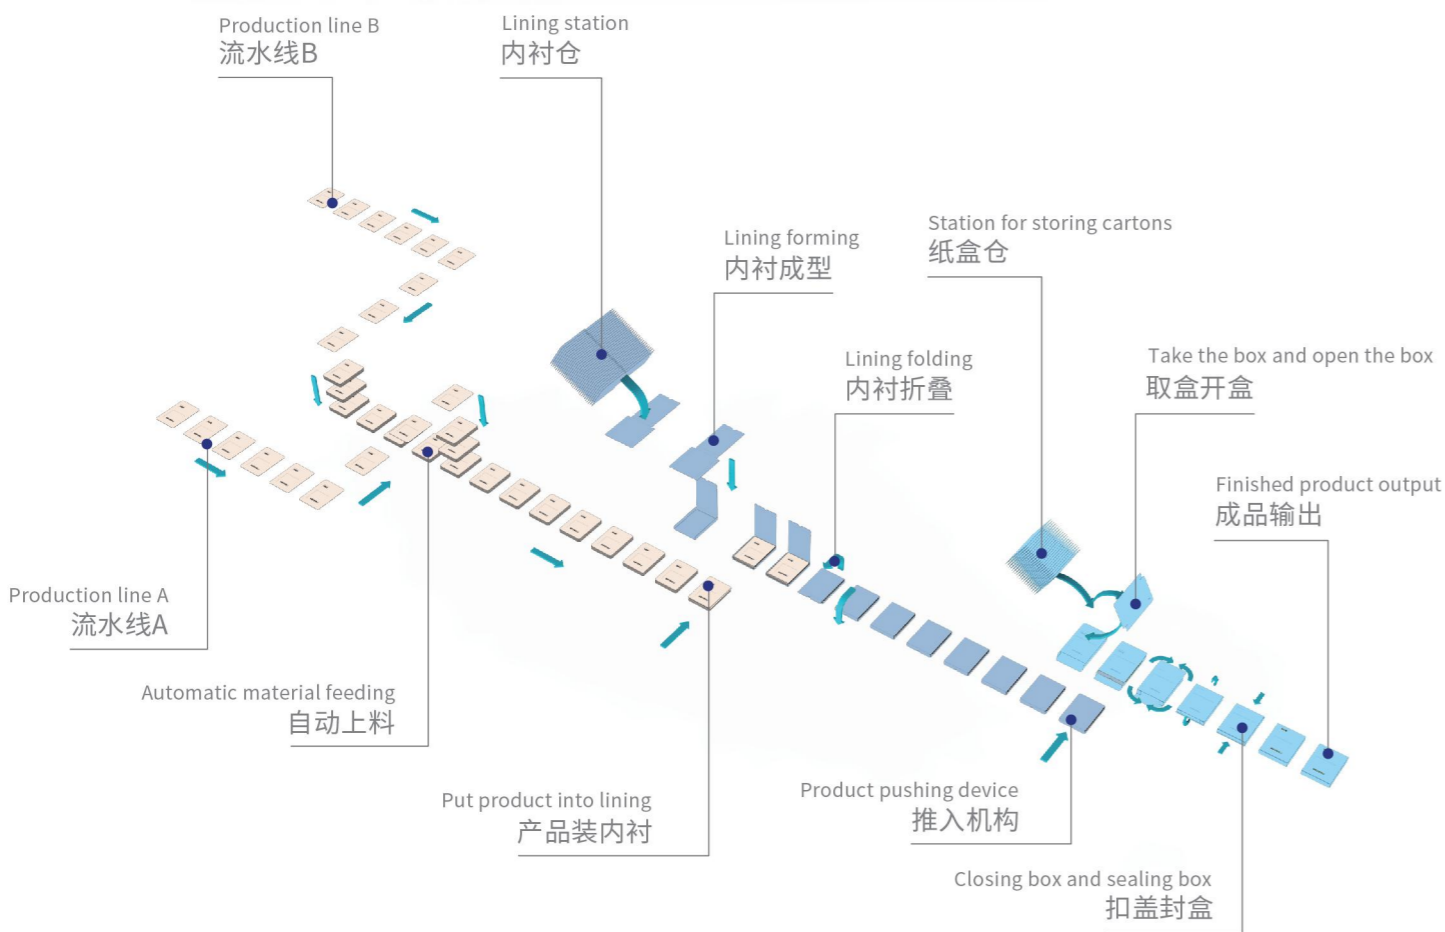 Production line B
流水线B
Lining station
内衬仓
Lining forming
内衬成型
Station for storing cartons
纸盒仓
Lining folding
内衬折叠
Take the box and open the box
取盒开盒
Finished product output
成品输出
Production line A
流水线A
Automatic material feeding
自动上料
Put product into lining
产品装内衬
Product pushing device
推入机构
Closing box and sealing box
扣盖封盒